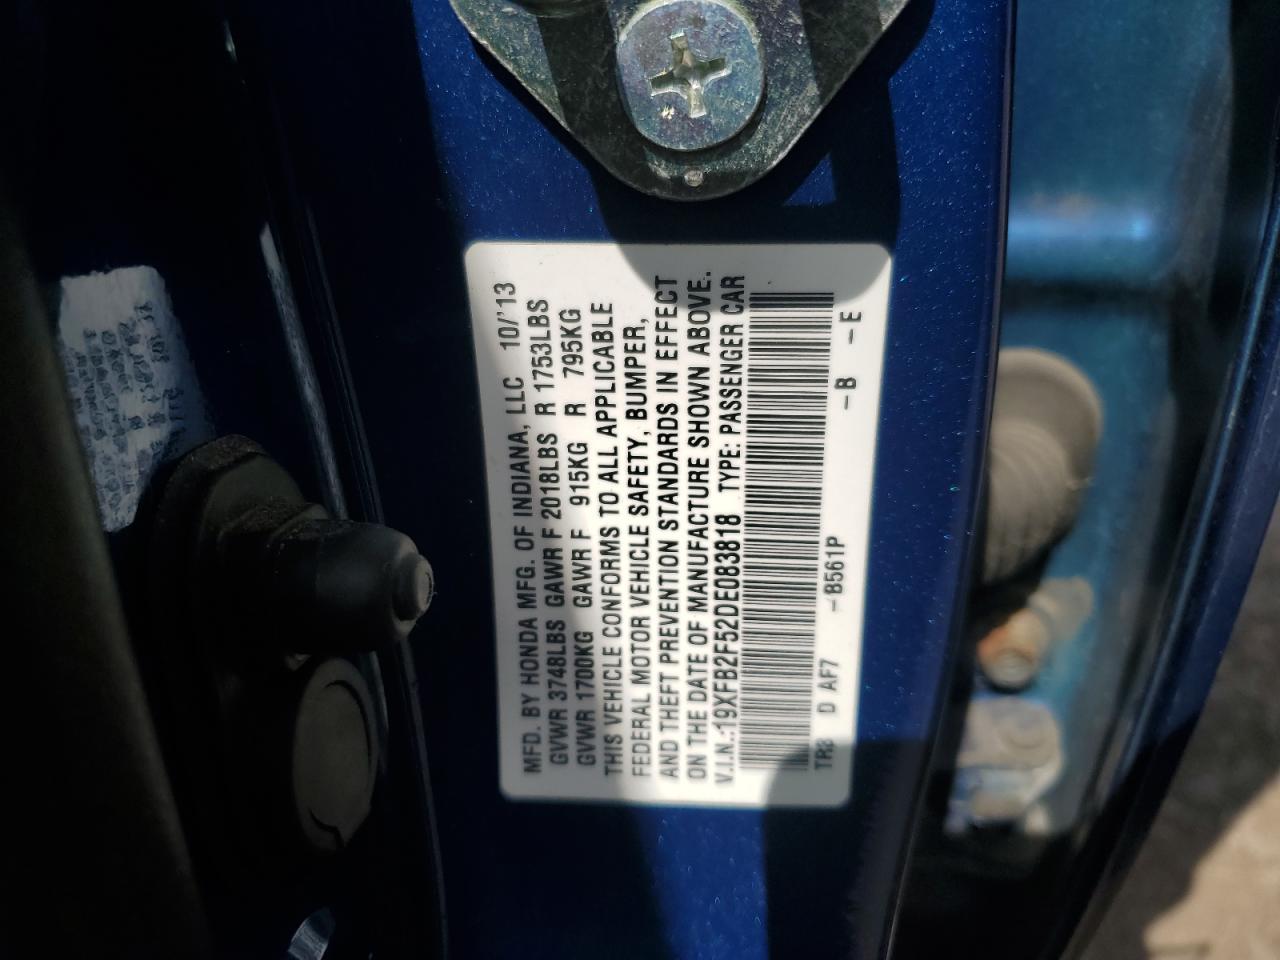 MFD. BY HONDA MFG. OF INDIANA, LLC 10/'13
GVWR 3748LBS GAWR F 2018LBS R 1753LBS
GVWR 1700KG GAWR F 915KG R 795KG
THIS VEHICLE CONFORMS TO ALL APPLICABLE
FEDERAL MOTOR VEHICLE SAFETY, BUMPER,
AND THEFT PREVENTION STANDARDS IN EFFECT
ON THE DATE OF MANUFACTURE SHOWN ABOVE.
V.I.N.:19XFB2F52DE083818 TYPE: PASSENGER CAR
TR3 D AF7 -B561P -B -E